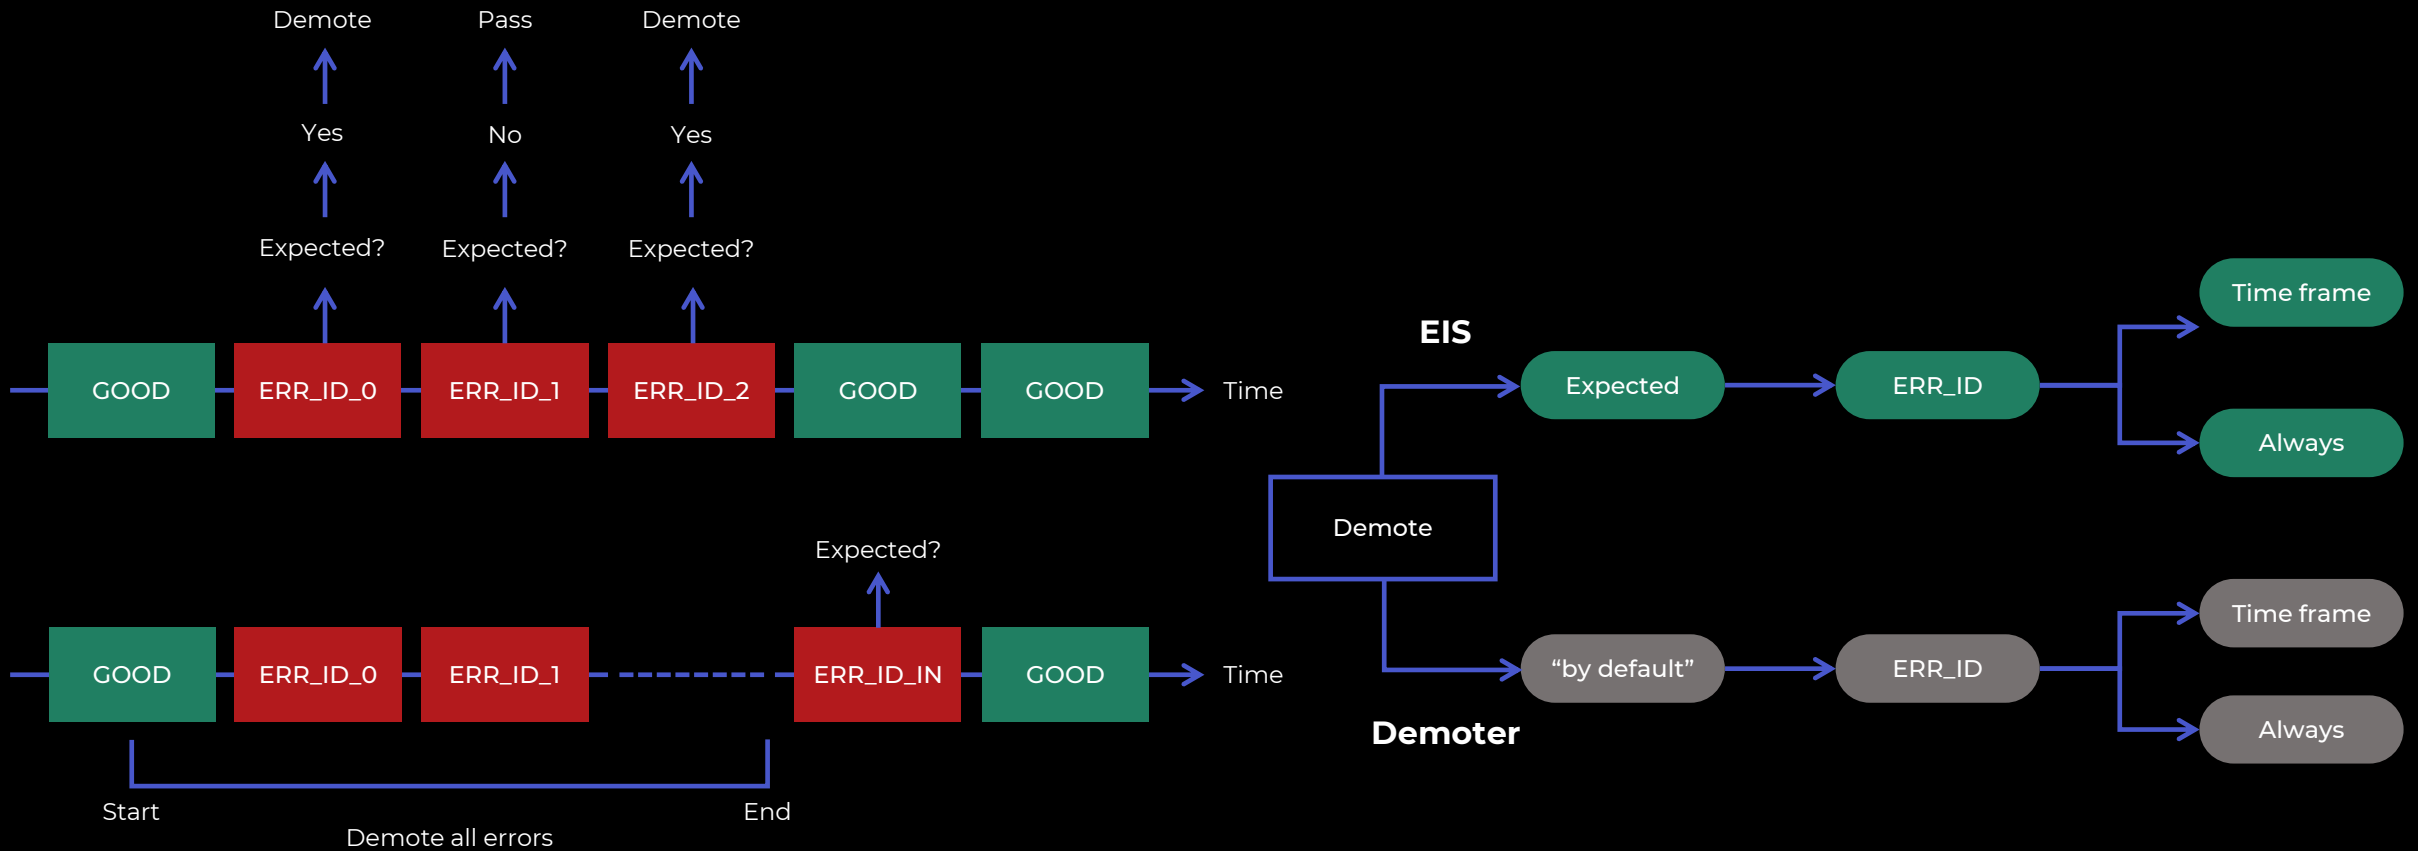 Demote
Pass
Demote
Yes
No
Yes
Expected?
Expected?
Expected?
GOOD
ERR_ID_0
ERR_ID_1
ERR_ID_2
GOOD
GOOD
Time
Expected?
GOOD
ERR_ID_0
ERR_ID_1
ERR_ID_IN
GOOD
Time
Start
End
Demote all errors
EIS
Demote
Demoter
Expected
ERR_ID
Time frame
Always
“by default”
ERR_ID
Time frame
Always